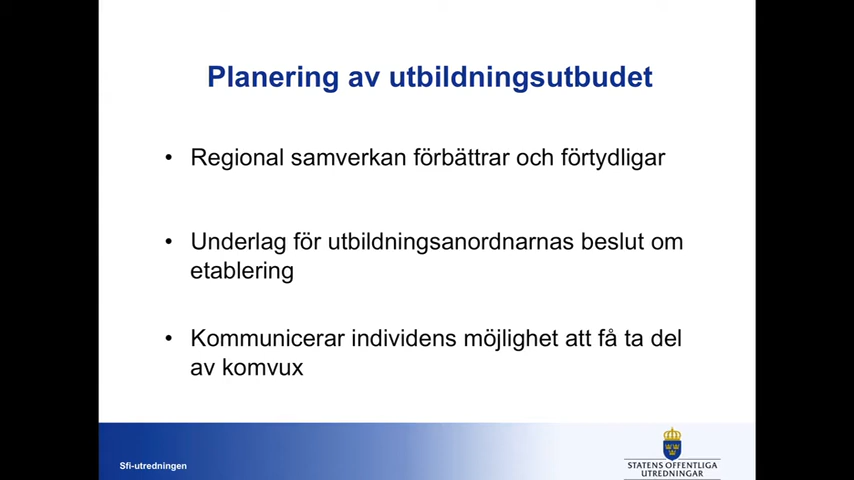 Planering av utbildningsutbudet
• Regional samverkan förbättrar och förtydligar
• Underlag för utbildningsanordnarnas beslut om
etablering
• Kommunicerar individens möjlighet att få ta del
av komvux
Sfi-utredningen
STATENS OFFENTLIGA
UTREDNINGAR